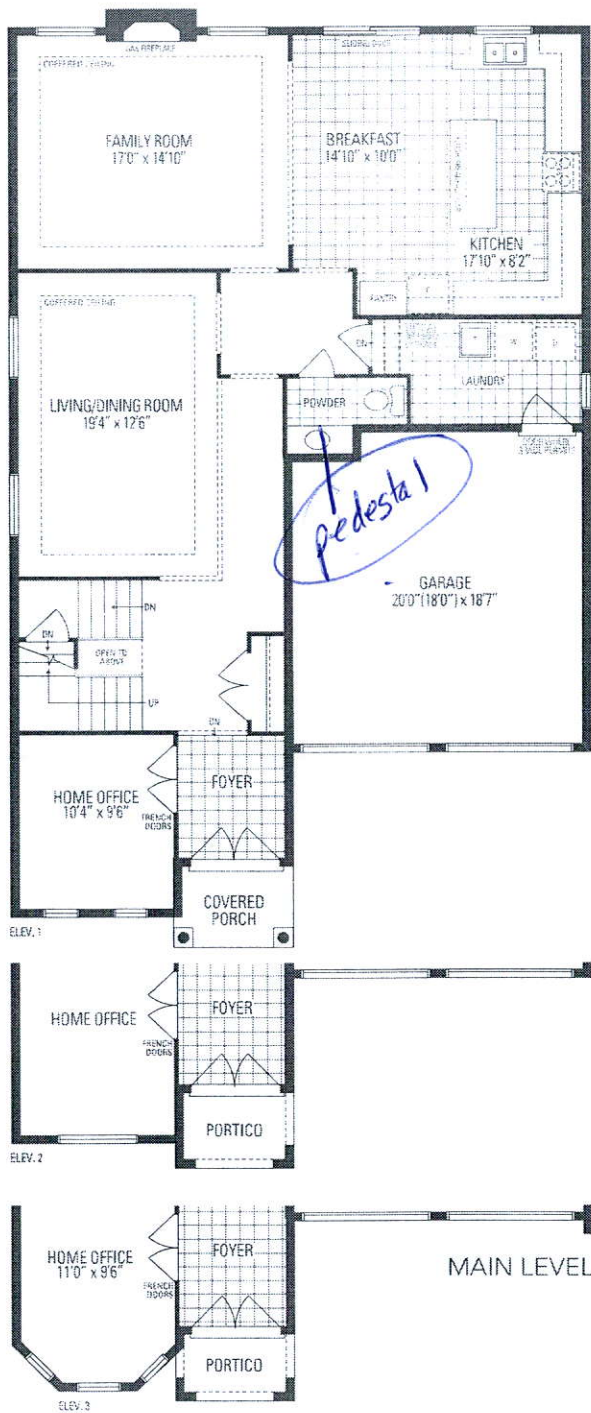 GAS FIREPLACE
SLIDING DOOR
COFFERED CEILING
FAMILY ROOM
17'0" x 14'10"
BREAKFAST
14'10" x 10'0"
KITCHEN
17'10" x 8'2"
PANTRY
F
COFFERED CEILING
DN
W
D
LAUNDRY
LIVING/DINING ROOM
19'4" x 12'6"
POWDER
pedestal
GARAGE
20'0"(18'0") x 18'7"
DN
DN
OPEN TO
ABOVE
UP
DN
HOME OFFICE
10'4" x 9'6"
FRENCH
DOORS
FOYER
COVERED
PORCH
ELEV. 1
HOME OFFICE
FRENCH
DOORS
FOYER
PORTICO
ELEV. 2
HOME OFFICE
11'0" x 9'6"
FRENCH
DOORS
FOYER
MAIN LEVEL
PORTICO
ELEV. 3